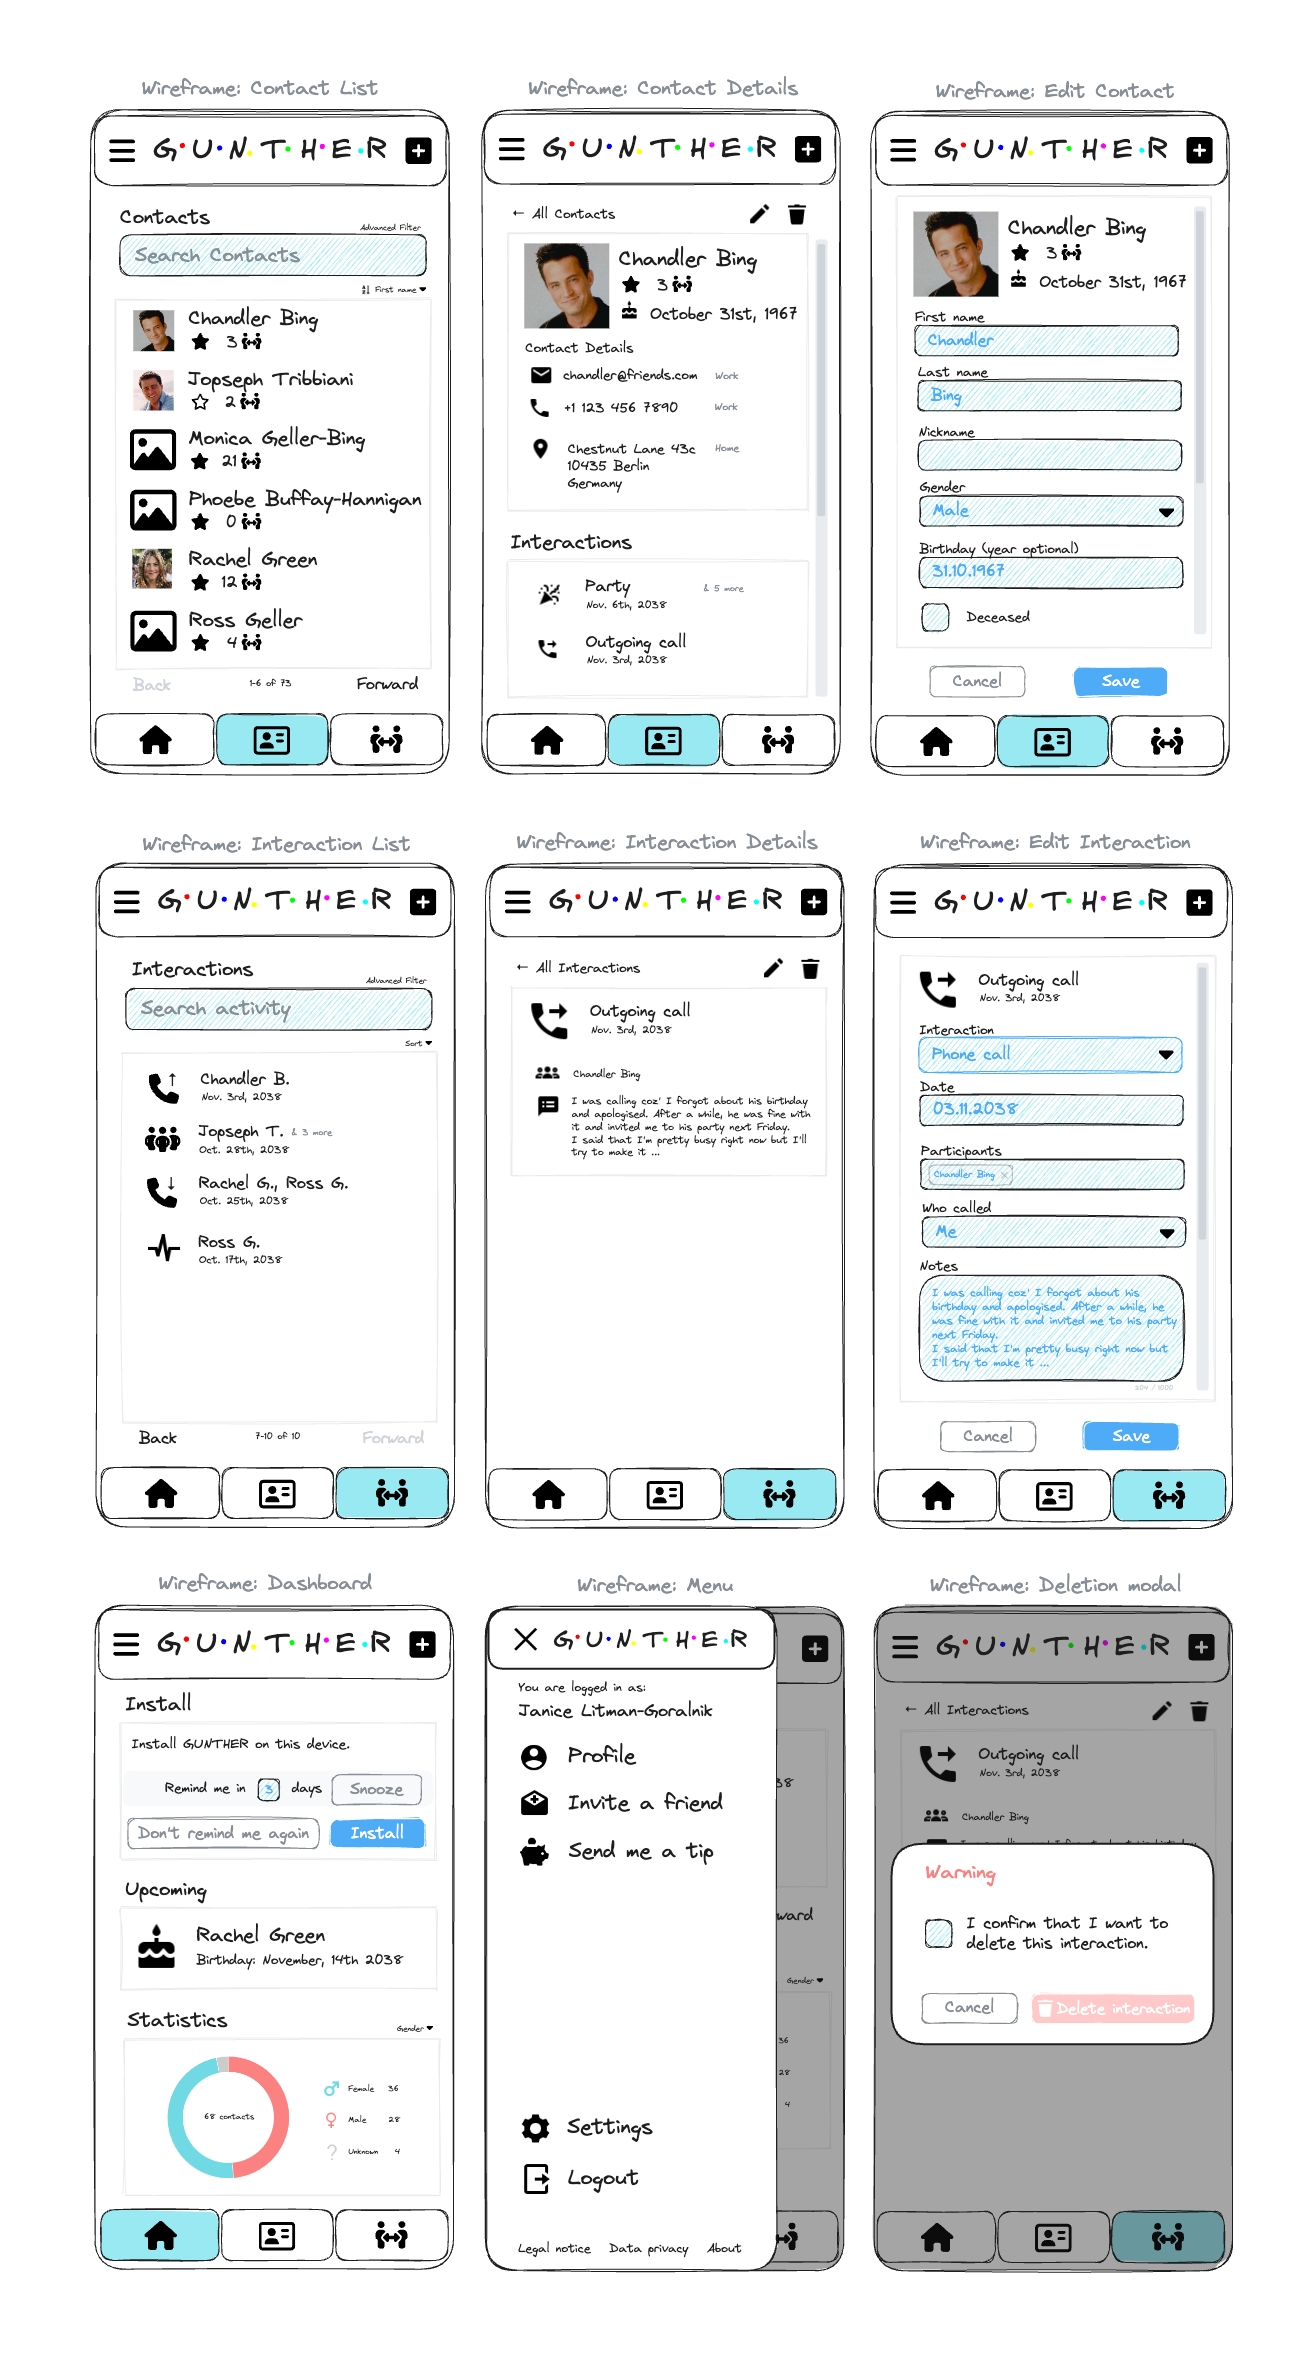 Wireframe: Contact List
G•U•N•T•H•E•R
Contacts
Advanced Filter
Search Contacts
First name
Chandler Bing
3
Jopseph Tribbiani
2
Monica Geller-Bing
21
Phoebe Buffay-Hannigan
0
Rachel Green
12
Ross Geller
4
Back 1-6 of 73 Forward
Wireframe: Contact Details
G•U•N•T•H•E•R
← All Contacts
Chandler Bing
3
October 31st, 1967
Contact Details
chandler@friends.com Work
+1 123 456 7890 Work
Chestnut Lane 43c Home
10435 Berlin
Germany
Interactions
Party & 5 more
Nov. 6th, 2038
Outgoing call
Nov. 3rd, 2038
Wireframe: Edit Contact
G•U•N•T•H•E•R
Chandler Bing
3
October 31st, 1967
First name
Chandler
Last name
Bing
Nickname
Gender
Male
Birthday (year optional)
31.10.1967
Deceased
Cancel Save
Wireframe: Interaction List
G•U•N•T•H•E•R
Interactions
Advanced Filter
Search activity
Sort
Chandler B.
Nov. 3rd, 2038
Jopseph T. & 3 more
Oct. 28th, 2038
Rachel G., Ross G.
Oct. 25th, 2038
Ross G.
Oct. 17th, 2038
Back 7-10 of 10 Forward
Wireframe: Interaction Details
G•U•N•T•H•E•R
← All Interactions
Outgoing call
Nov. 3rd, 2038
Chandler Bing
I was calling coz' I forgot about his birthday
and apologised. After a while, he was fine with
it and invited me to his party next Friday.
I said that I'm pretty busy right now but I'll
try to make it ...
Wireframe: Edit Interaction
G•U•N•T•H•E•R
Outgoing call
Nov. 3rd, 2038
Interaction
Phone call
Date
03.11.2038
Participants
Chandler Bing ×
Who called
Me
Notes
I was calling coz' I forgot about his
birthday and apologised. After a while, he
was fine with it and invited me to his party
next Friday.
I said that I'm pretty busy right now but
I'll try to make it ...
204 / 1000
Cancel Save
Wireframe: Dashboard
G•U•N•T•H•E•R
Install
Install GUNTHER on this device.
Remind me in 3 days Snooze
Don't remind me again Install
Upcoming
Rachel Green
Birthday: November, 14th 2038
Statistics
Gender
68 contacts
Female 36
Male 28
? Unknown 4
Wireframe: Menu
G•U•N•T•H•E•R
You are logged in as:
Janice Litman-Goralnik
Profile
38
Invite a friend
Send me a tip
ward
Gender
36
28
4
Settings
Logout
Legal notice Data privacy About
Wireframe: Deletion modal
G•U•N•T•H•E•R
← All Interactions
Outgoing call
Nov. 3rd, 2038
Chandler Bing
Warning
I confirm that I want to
delete this interaction.
Cancel Delete interaction